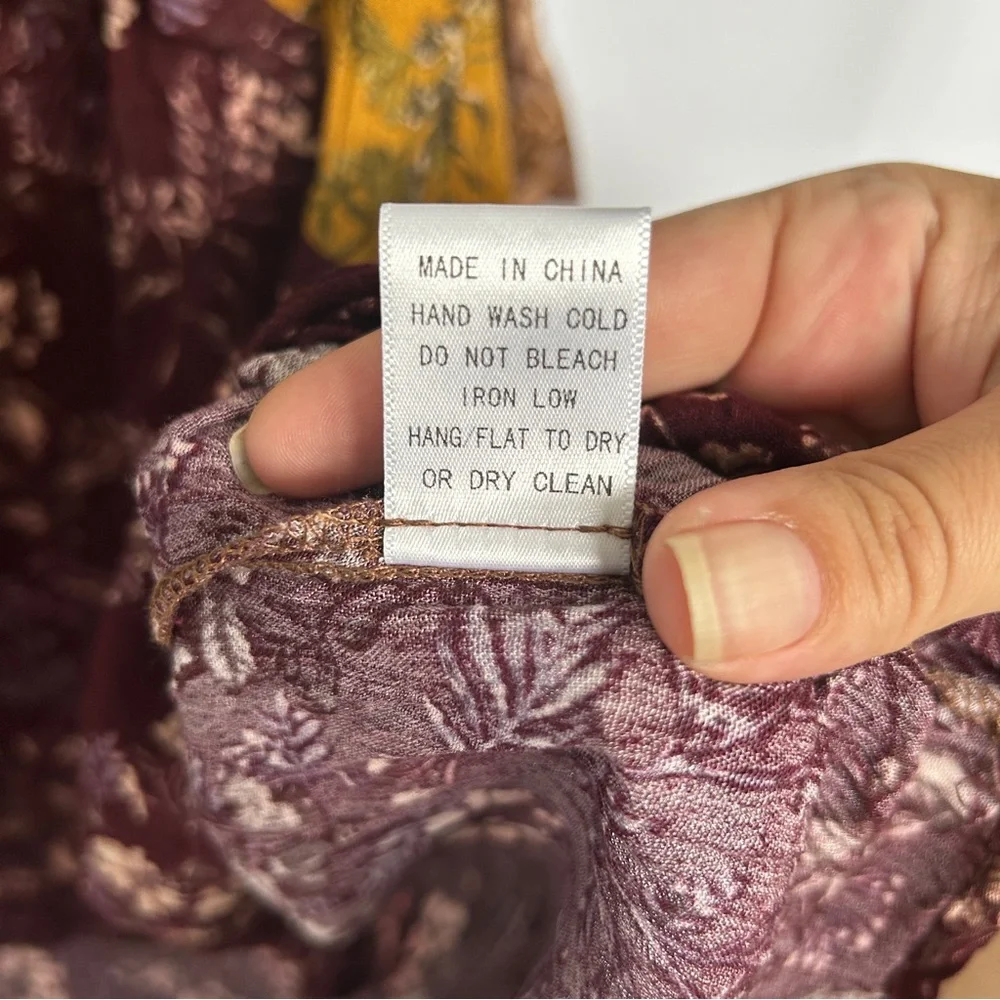 MADE IN CHINA
HAND WASH COLD
DO NOT BLEACH
IRON LOW
HANG/FLAT TO DRY
OR DRY CLEAN